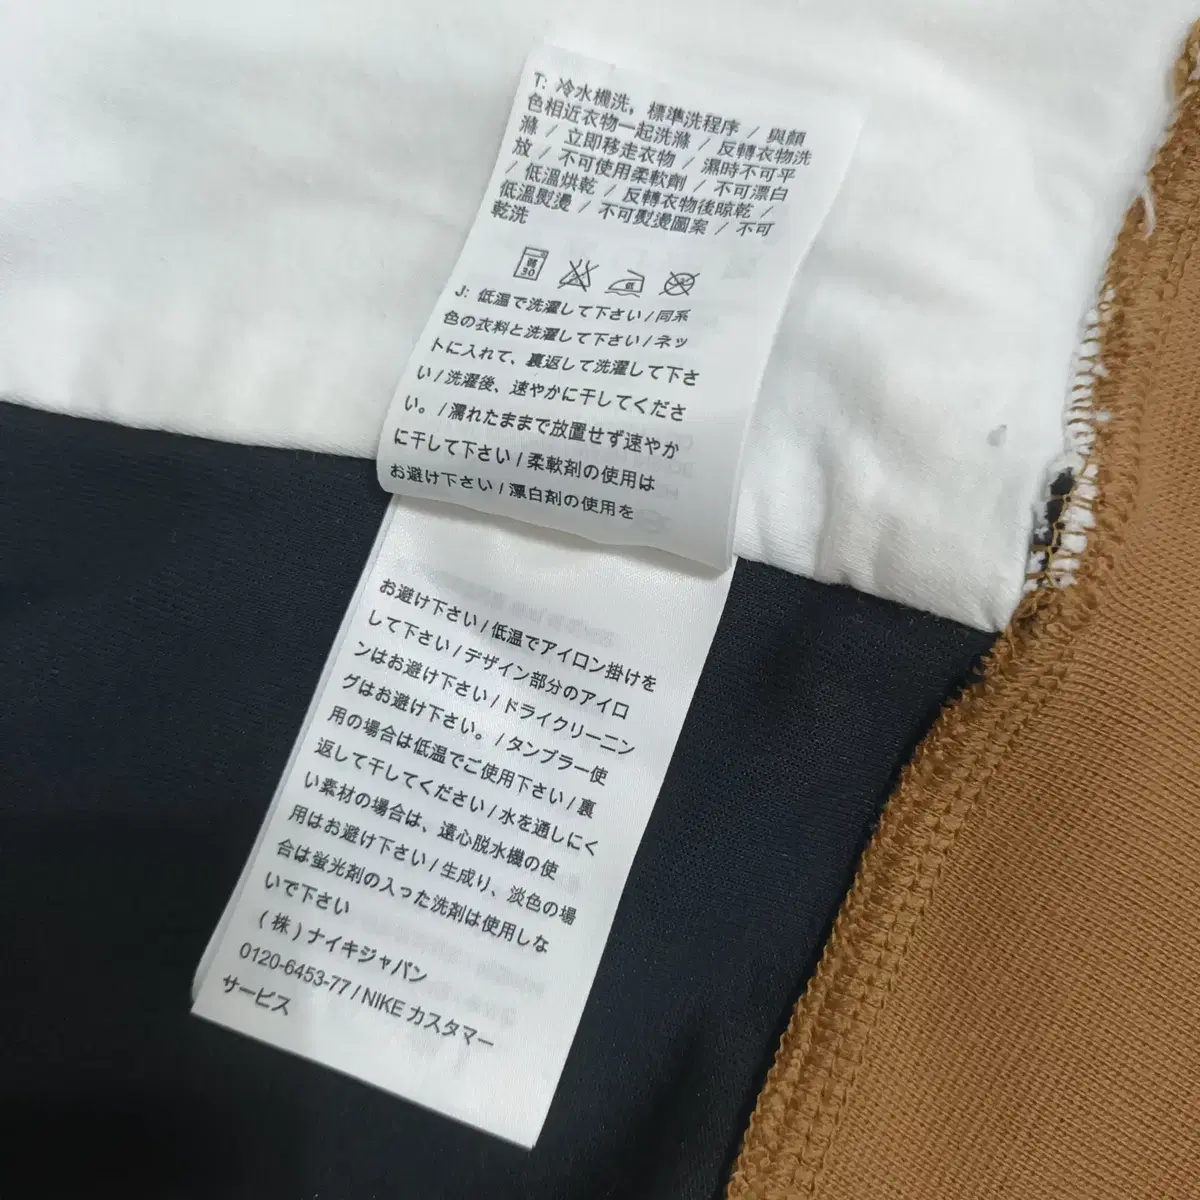 T: 冷水機洗，標準洗程序 / 與顏
色相近衣物一起洗滌 / 反轉衣物洗
滌 / 立即移走衣物 / 濕時不可平
放 / 不可使用柔軟劑 / 不可漂白
/ 低溫烘乾 / 反轉衣物後晾乾 /
低溫熨燙 / 不可熨燙圖案 / 不可
乾洗
弱
30
低
J: 低温で洗濯して下さい/同系
色の衣料と洗濯して下さい/ネッ
トに入れて、裏返して洗濯して下さ
い/洗濯後、速やかに干してくださ
い。/濡れたままで放置せず速やか
に干して下さい/柔軟剤の使用は
お避け下さい/漂白剤の使用を
お避け下さい/低温でアイロン掛けを
して下さい/デザイン部分のアイロ
ンはお避け下さい/ドライクリーニン
グはお避け下さい。/タンブラー使
用の場合は低温でご使用下さい/裏
返して干してください/水を通しにく
い素材の場合は、遠心脱水機の使
用はお避け下さい/生成り、淡色の場
合は蛍光剤の入った洗剤は使用しな
いで下さい
(株)ナイキジャパン
0120-6453-77/NIKEカスタマー
サービス